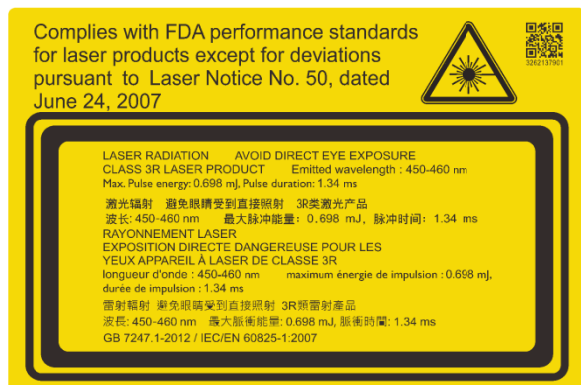 Complies with FDA performance standards
for laser products except for deviations
pursuant to Laser Notice No. 50, dated
June 24, 2007
3262137901
LASER RADIATION AVOID DIRECT EYE EXPOSURE
CLASS 3R LASER PRODUCT Emitted wavelength : 450-460 nm
Max. Pulse energy: 0.698 mJ, Pulse duration: 1.34 ms
激光辐射 避免眼睛受到直接照射 3R类激光产品
波长: 450-460 nm 最大脉冲能量: 0.698 mJ, 脉冲时间: 1.34 ms
RAYONNEMENT LASER
EXPOSITION DIRECTE DANGEREUSE POUR LES
YEUX APPAREIL À LASER DE CLASSE 3R
longueur d'onde : 450-460 nm maximum énergie de impulsion : 0.698 mJ,
durée de impulsion : 1.34 ms
雷射輻射 避免眼睛受到直接照射 3R類雷射產品
波長: 450-460 nm 最大脈衝能量: 0.698 mJ, 脈衝時間: 1.34 ms
GB 7247.1-2012 / IEC/EN 60825-1:2007